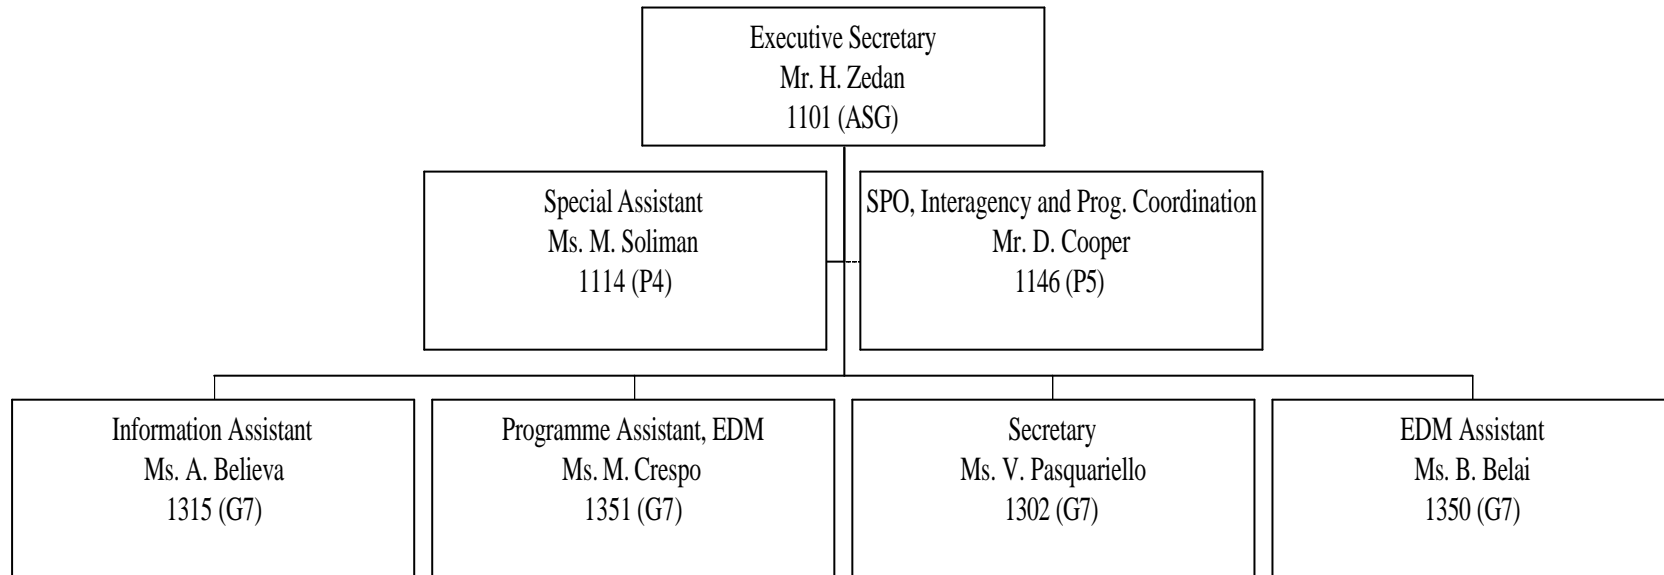 Executive Secretary
Mr. H. Zedan
1101 (ASG)
Special Assistant
Ms. M. Soliman
1114 (P4)
SPO, Interagency and Prog. Coordination
Mr. D. Cooper
1146 (P5)
Information Assistant
Ms. A. Believa
1315 (G7)
Programme Assistant, EDM
Ms. M. Crespo
1351 (G7)
Secretary
Ms. V. Pasquariello
1302 (G7)
EDM Assistant
Ms. B. Belai
1350 (G7)